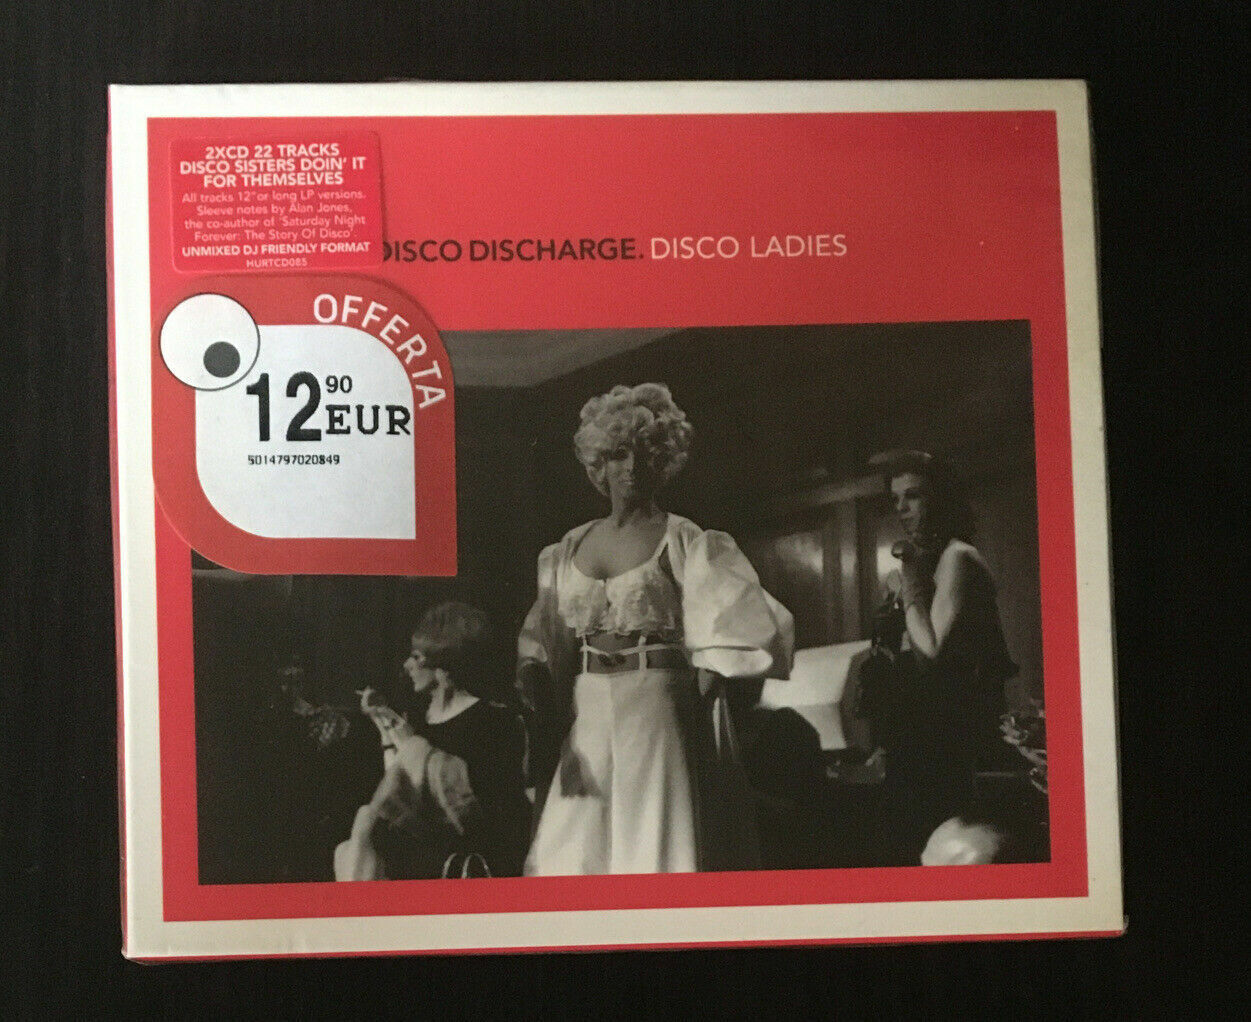 2XCD 22 TRACKS
DISCO SISTERS DOIN' IT
FOR THEMSELVES
All tracks 12" or long LP versions.
Sleeve notes by Alan Jones,
the co-author of 'Saturday Night
Forever: The Story Of Disco'.
UNMIXED DJ FRIENDLY FORMAT
HURTCD085
DISCO DISCHARGE. DISCO LADIES
OFFERTA
12 90
EUR
5014797020849